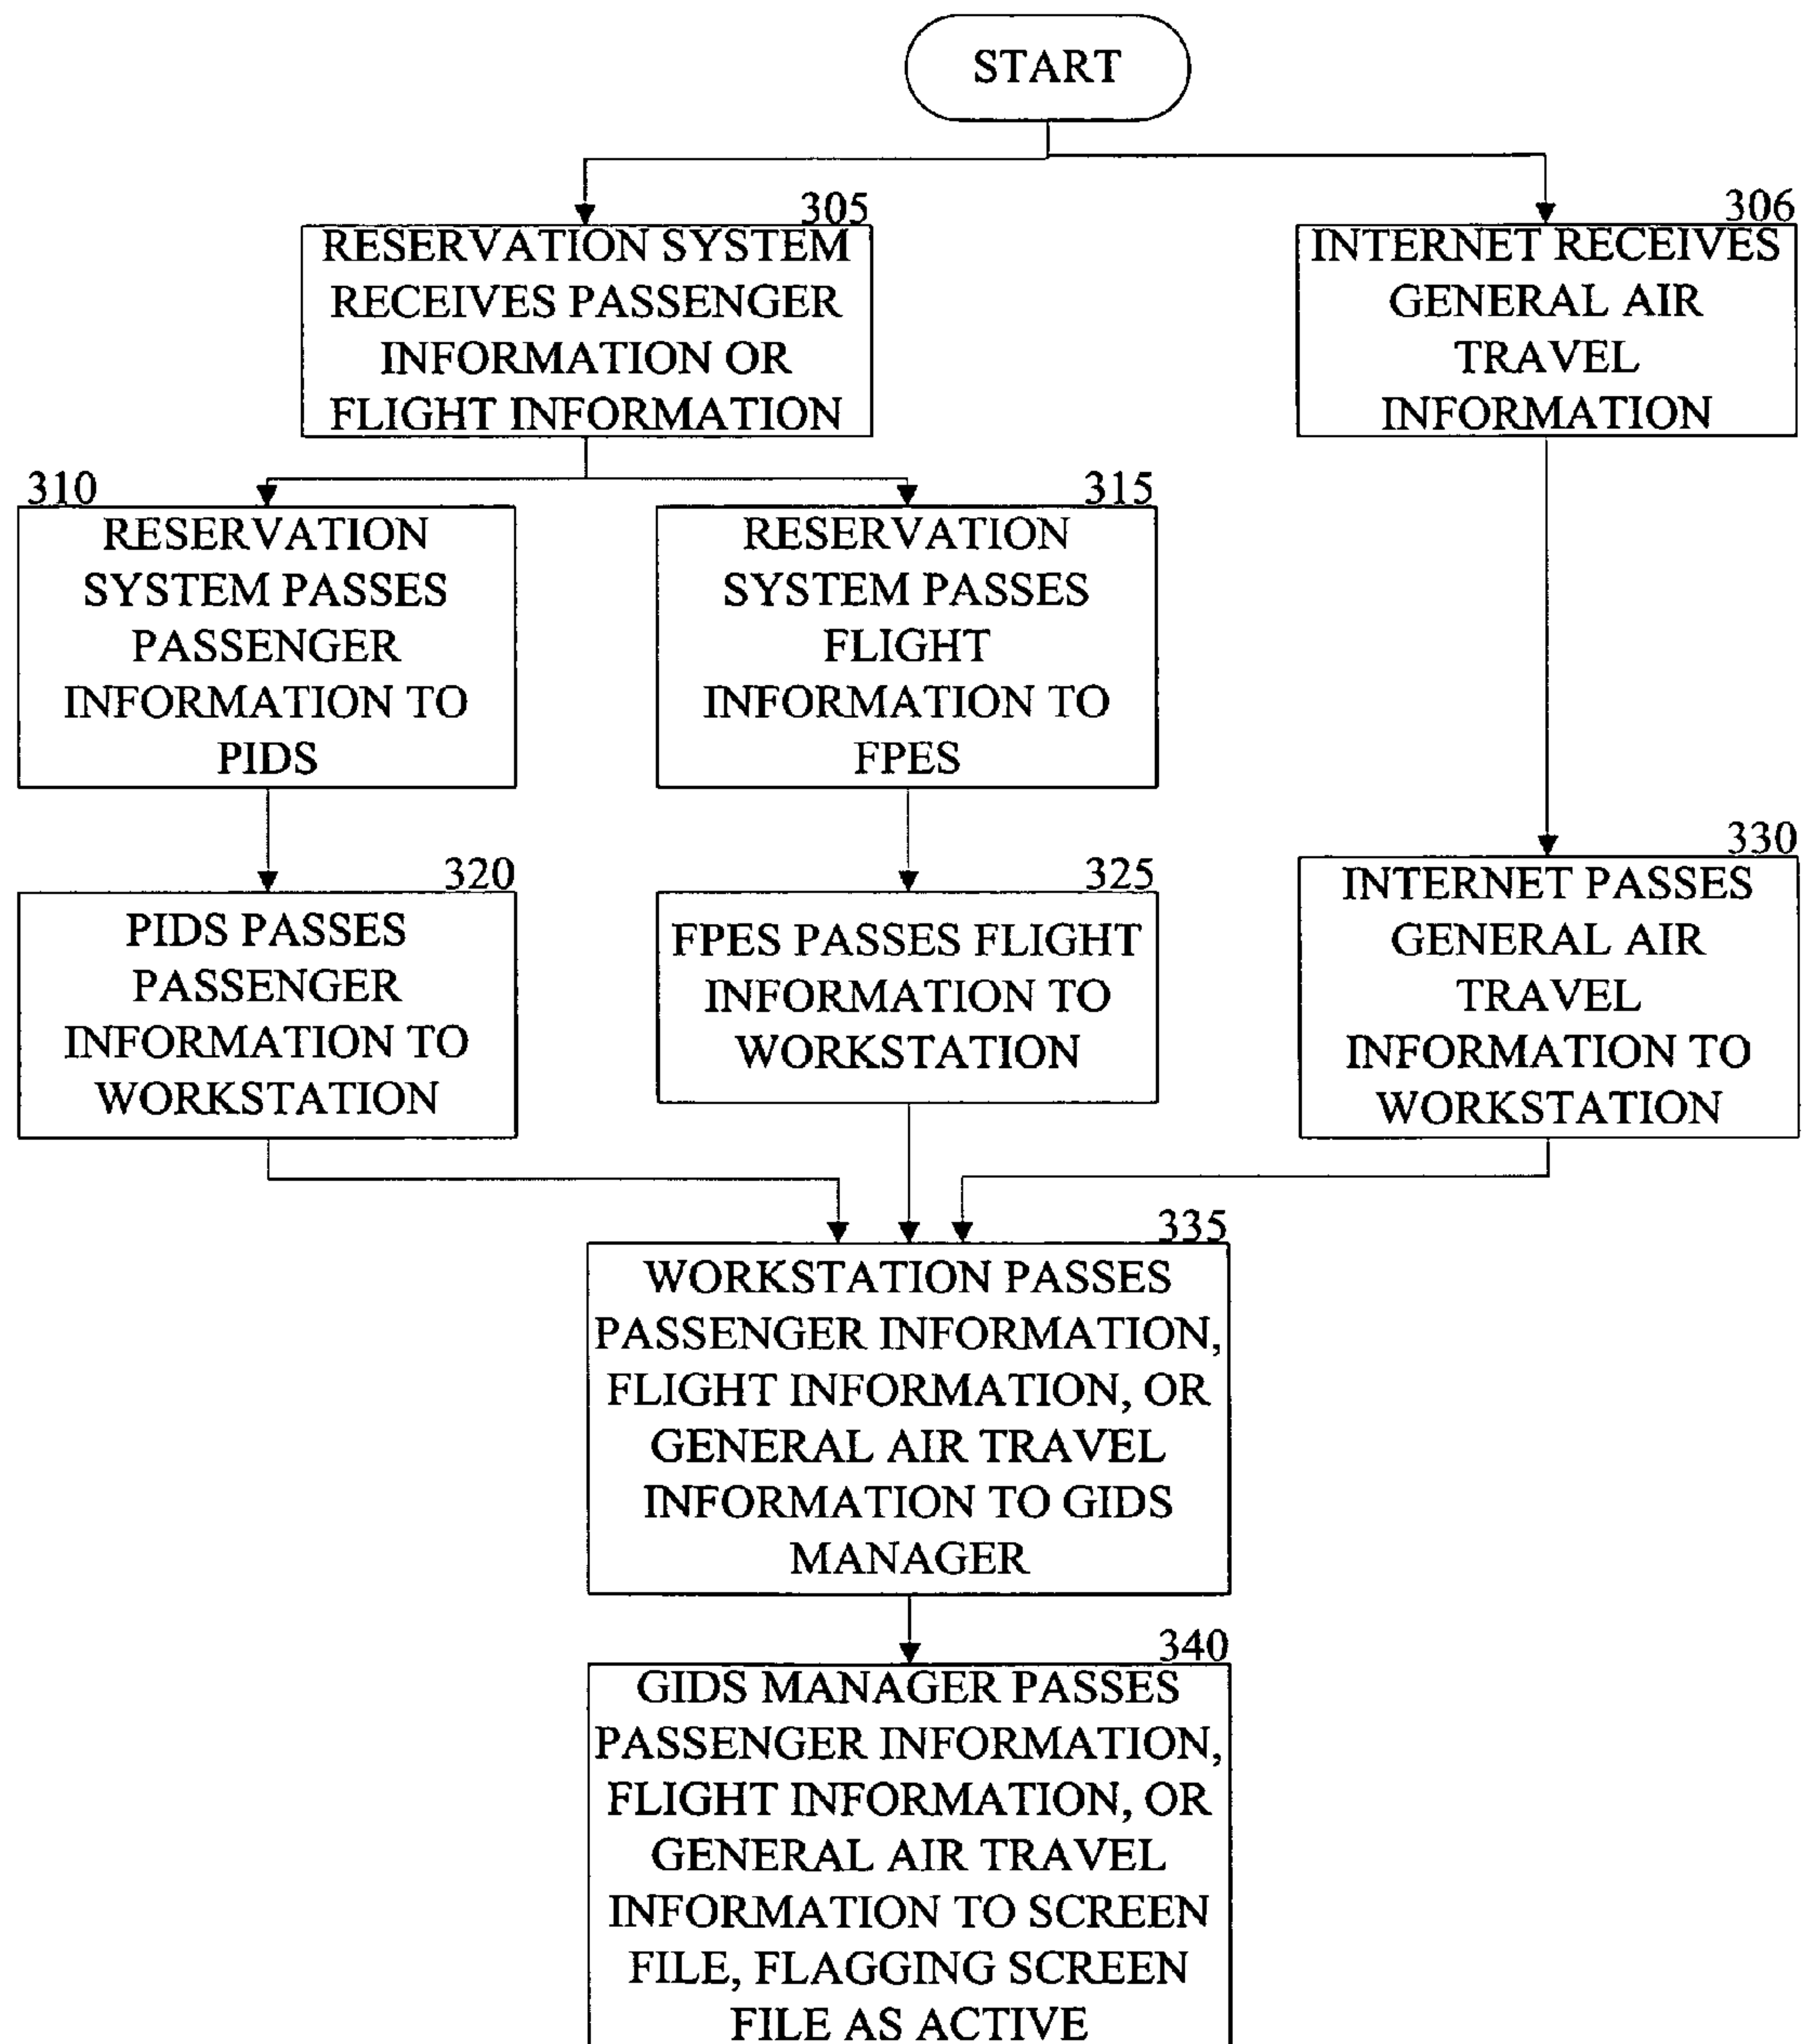 START
305
RESERVATION SYSTEM
RECEIVES PASSENGER
INFORMATION OR
FLIGHT INFORMATION
306
INTERNET RECEIVES
GENERAL AIR
TRAVEL
INFORMATION
310
RESERVATION
SYSTEM PASSES
PASSENGER
INFORMATION TO
PIDS
315
RESERVATION
SYSTEM PASSES
FLIGHT
INFORMATION TO
FPES
320
PIDS PASSES
PASSENGER
INFORMATION TO
WORKSTATION
325
FPES PASSES FLIGHT
INFORMATION TO
WORKSTATION
330
INTERNET PASSES
GENERAL AIR
TRAVEL
INFORMATION TO
WORKSTATION
335
WORKSTATION PASSES
PASSENGER INFORMATION,
FLIGHT INFORMATION, OR
GENERAL AIR TRAVEL
INFORMATION TO GIDS
MANAGER
340
GIDS MANAGER PASSES
PASSENGER INFORMATION,
FLIGHT INFORMATION, OR
GENERAL AIR TRAVEL
INFORMATION TO SCREEN
FILE, FLAGGING SCREEN
FILE AS ACTIVE